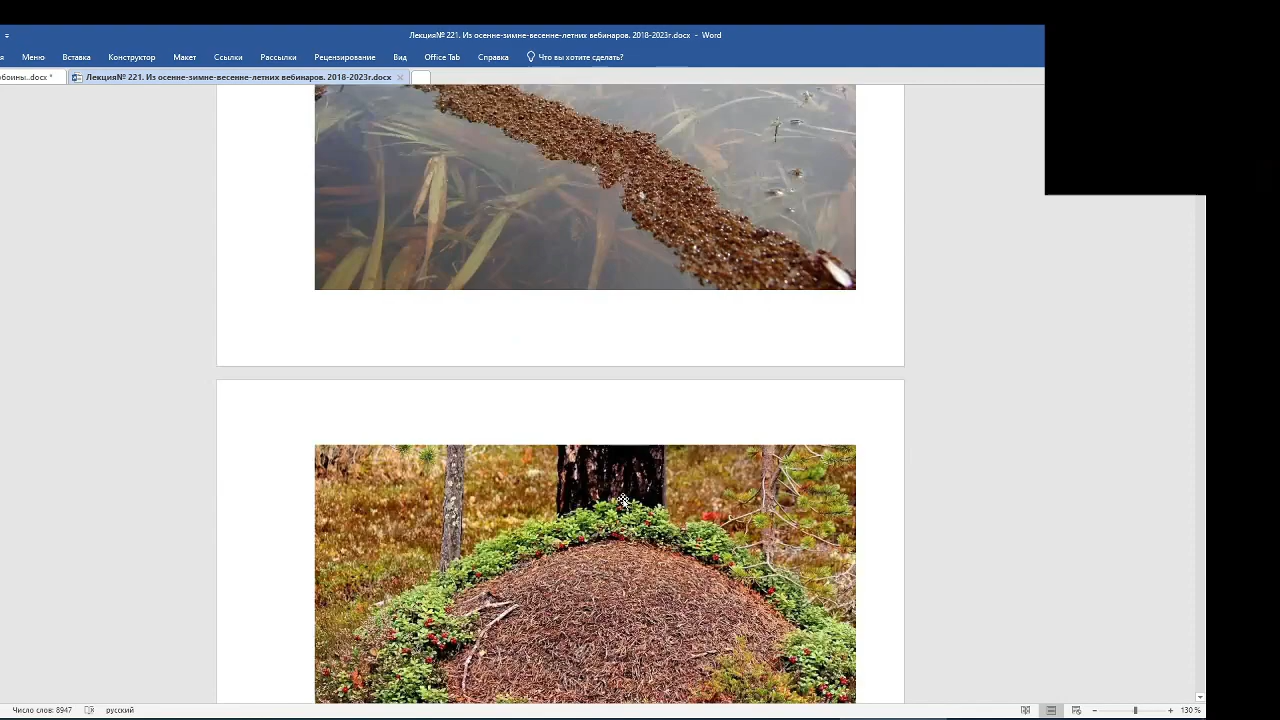 Лекция№ 221. Из осенне-зимне-весенне-летних вебинаров. 2018-2023г.docx - Word
я Меню Вставка Конструктор Макет Ссылки Рассылки Рецензирование Вид Office Tab Справка Что вы хотите сделать?
обоины..docx * Лекция№ 221. Из осенне-зимне-весенне-летних вебинаров. 2018-2023г.docx
Число слов: 8947 русский 130 %